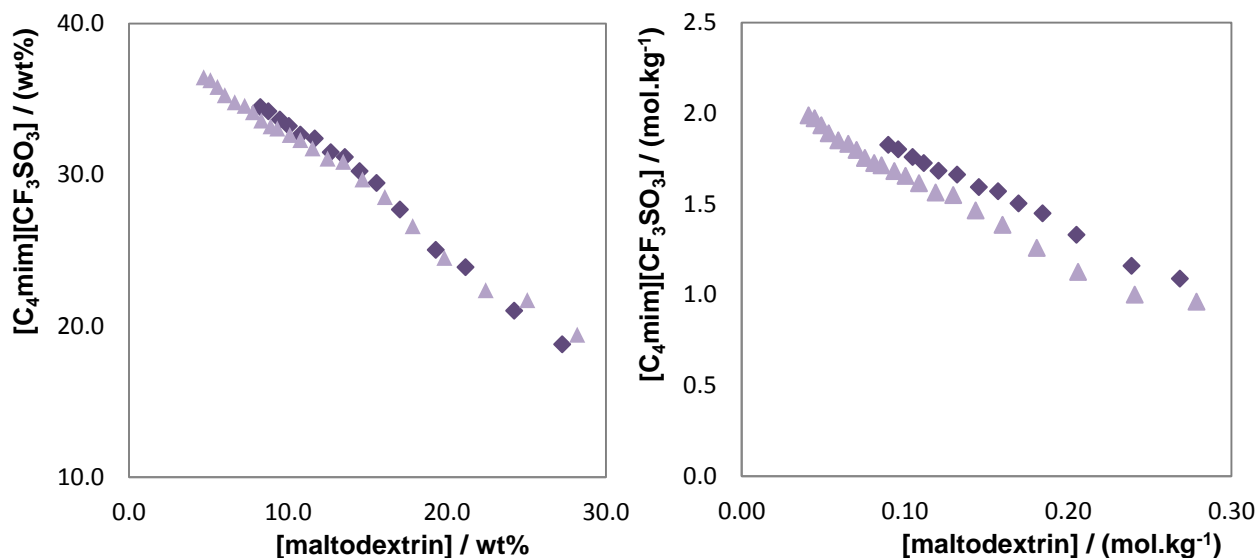 [C₄mim][CF₃SO₃] / (wt%)
40.0
30.0
20.0
10.0
0.0 10.0 20.0 30.0
[maltodextrin] / wt%
[C₄mim][CF₃SO₃] / (mol.kg⁻¹)
2.5
2.0
1.5
1.0
0.5
0.0
0.00 0.10 0.20 0.30
[maltodextrin] / (mol.kg⁻¹)